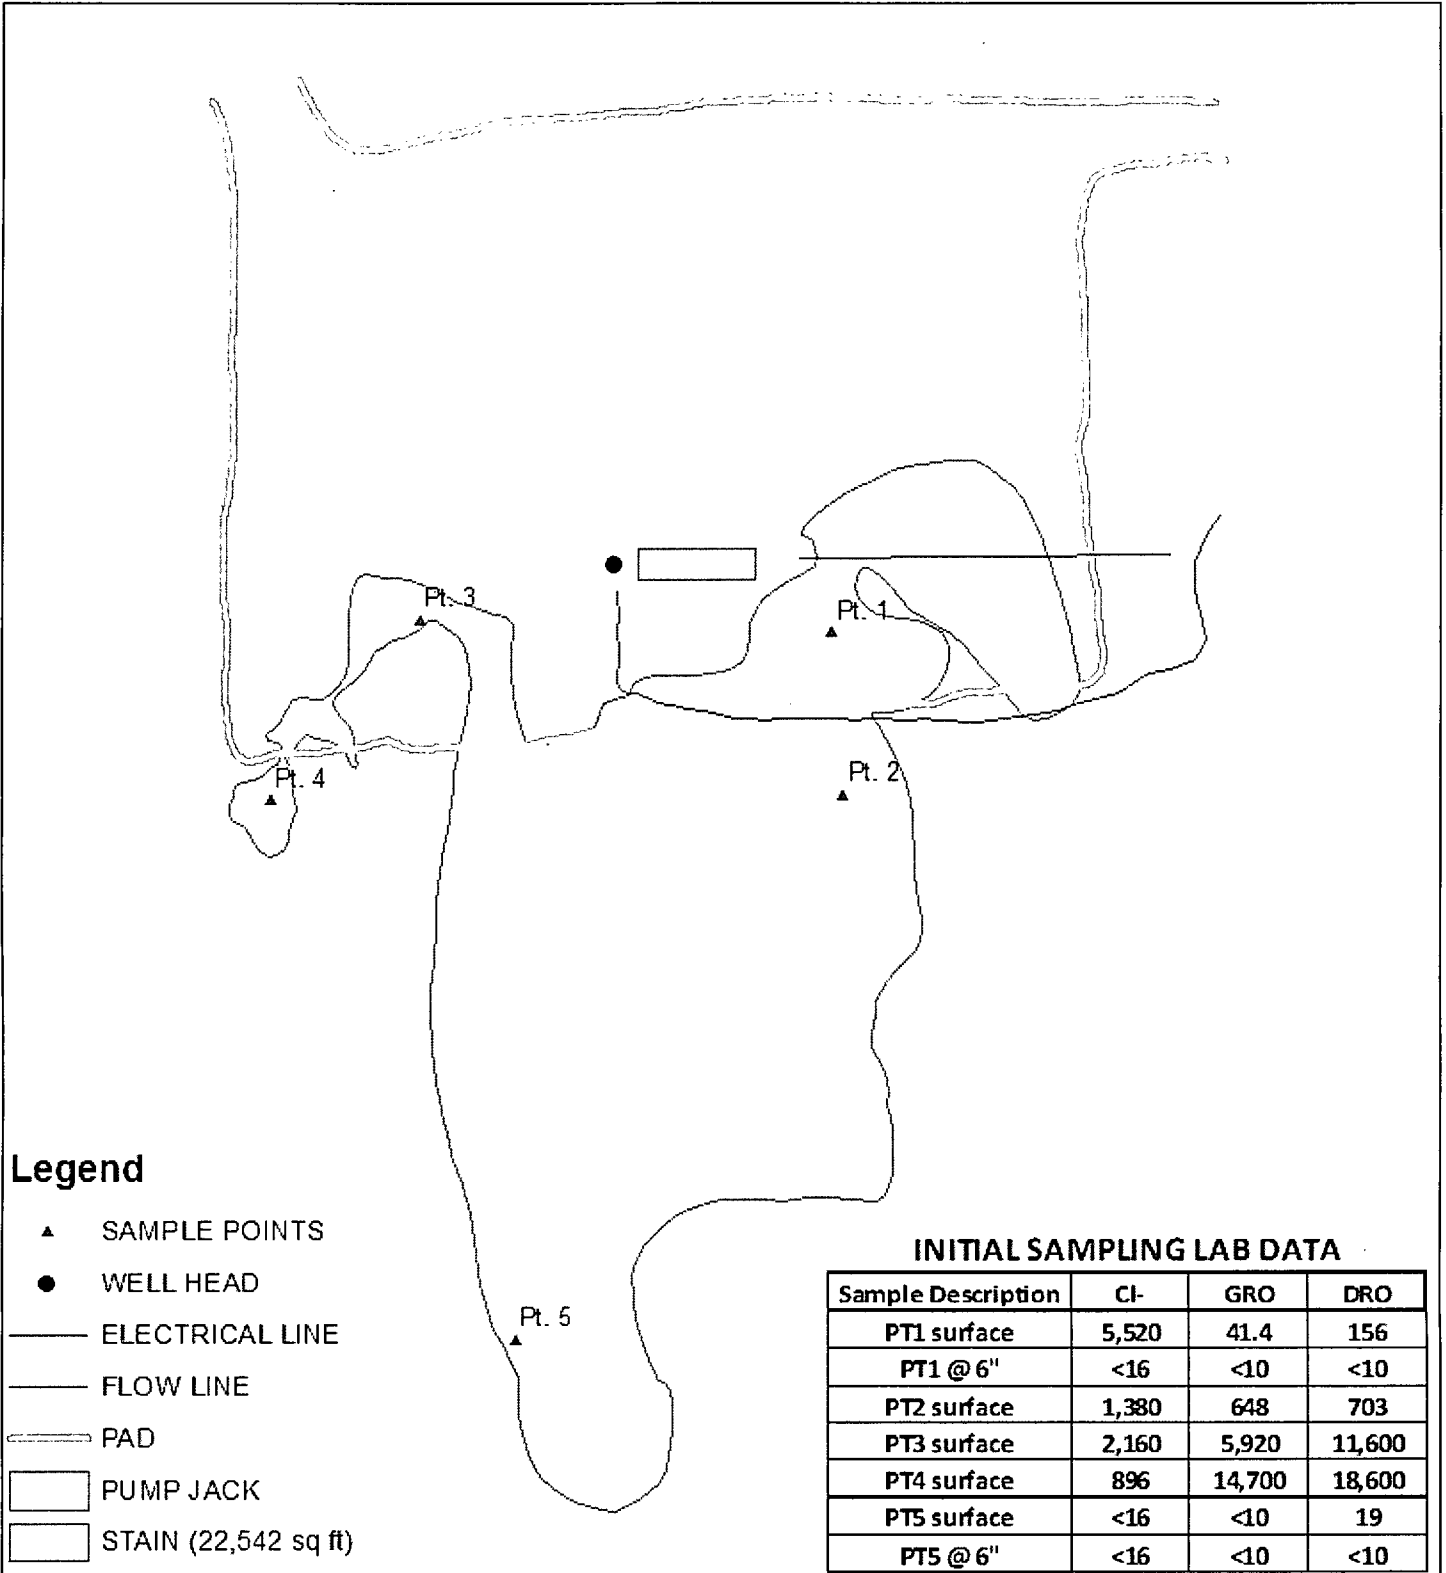 Pt. 3
Pt. 1
Pt. 4
Pt. 2
Pt. 5
Legend
SAMPLE POINTS
WELL HEAD
ELECTRICAL LINE
FLOW LINE
PAD
PUMP JACK
STAIN (22,542 sq ft)
INITIAL SAMPLING LAB DATA
Sample Description Cl- GRO DRO
PT1 surface 5,520 41.4 156
PT1 @ 6" <16 <10 <10
PT2 surface 1,380 648 703
PT3 surface 2,160 5,920 11,600
PT4 surface 896 14,700 18,600
PT5 surface <16 <10 19
PT5 @ 6" <16 <10 <10